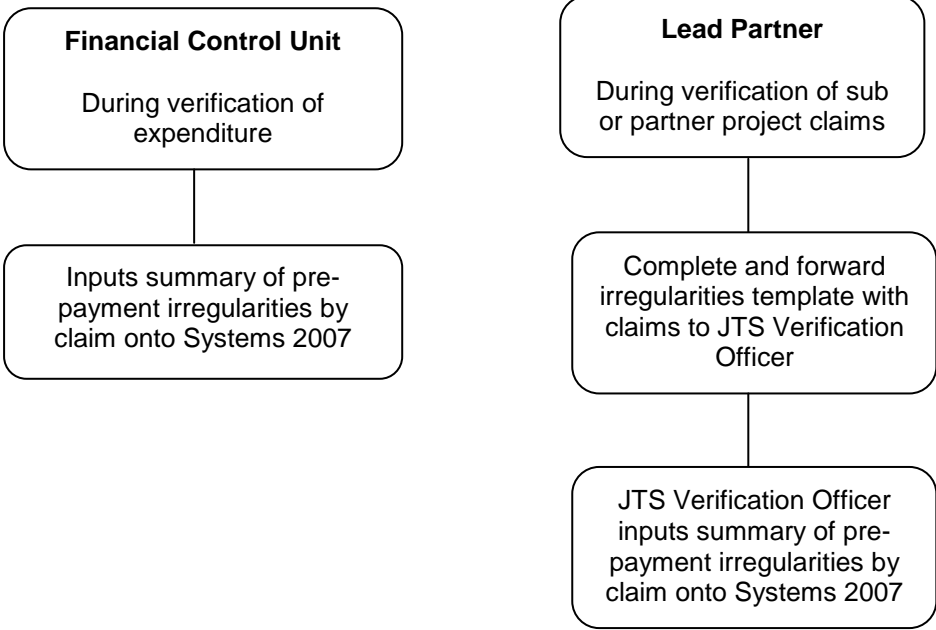 Financial Control Unit
During verification of
expenditure
Inputs summary of pre-
payment irregularities by
claim onto Systems 2007
Lead Partner
During verification of sub
or partner project claims
Complete and forward
irregularities template with
claims to JTS Verification
Officer
JTS Verification Officer
inputs summary of pre-
payment irregularities by
claim onto Systems 2007